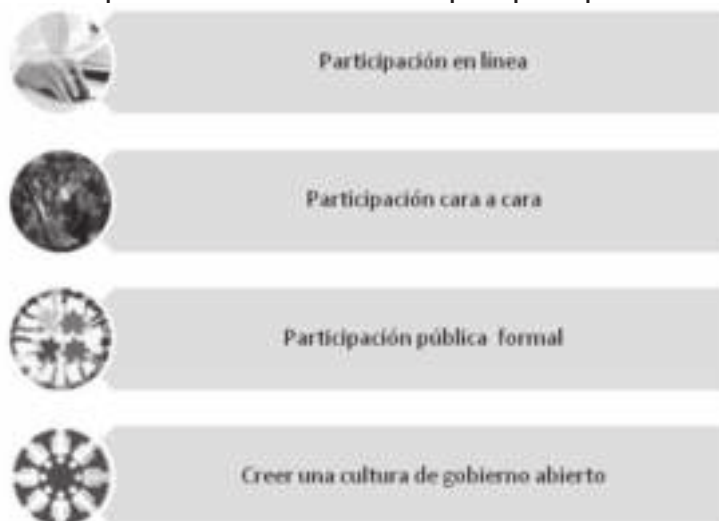 Participación en línea
Participación cara a cara
Participación pública formal
Creer una cultura de gobierno abierto